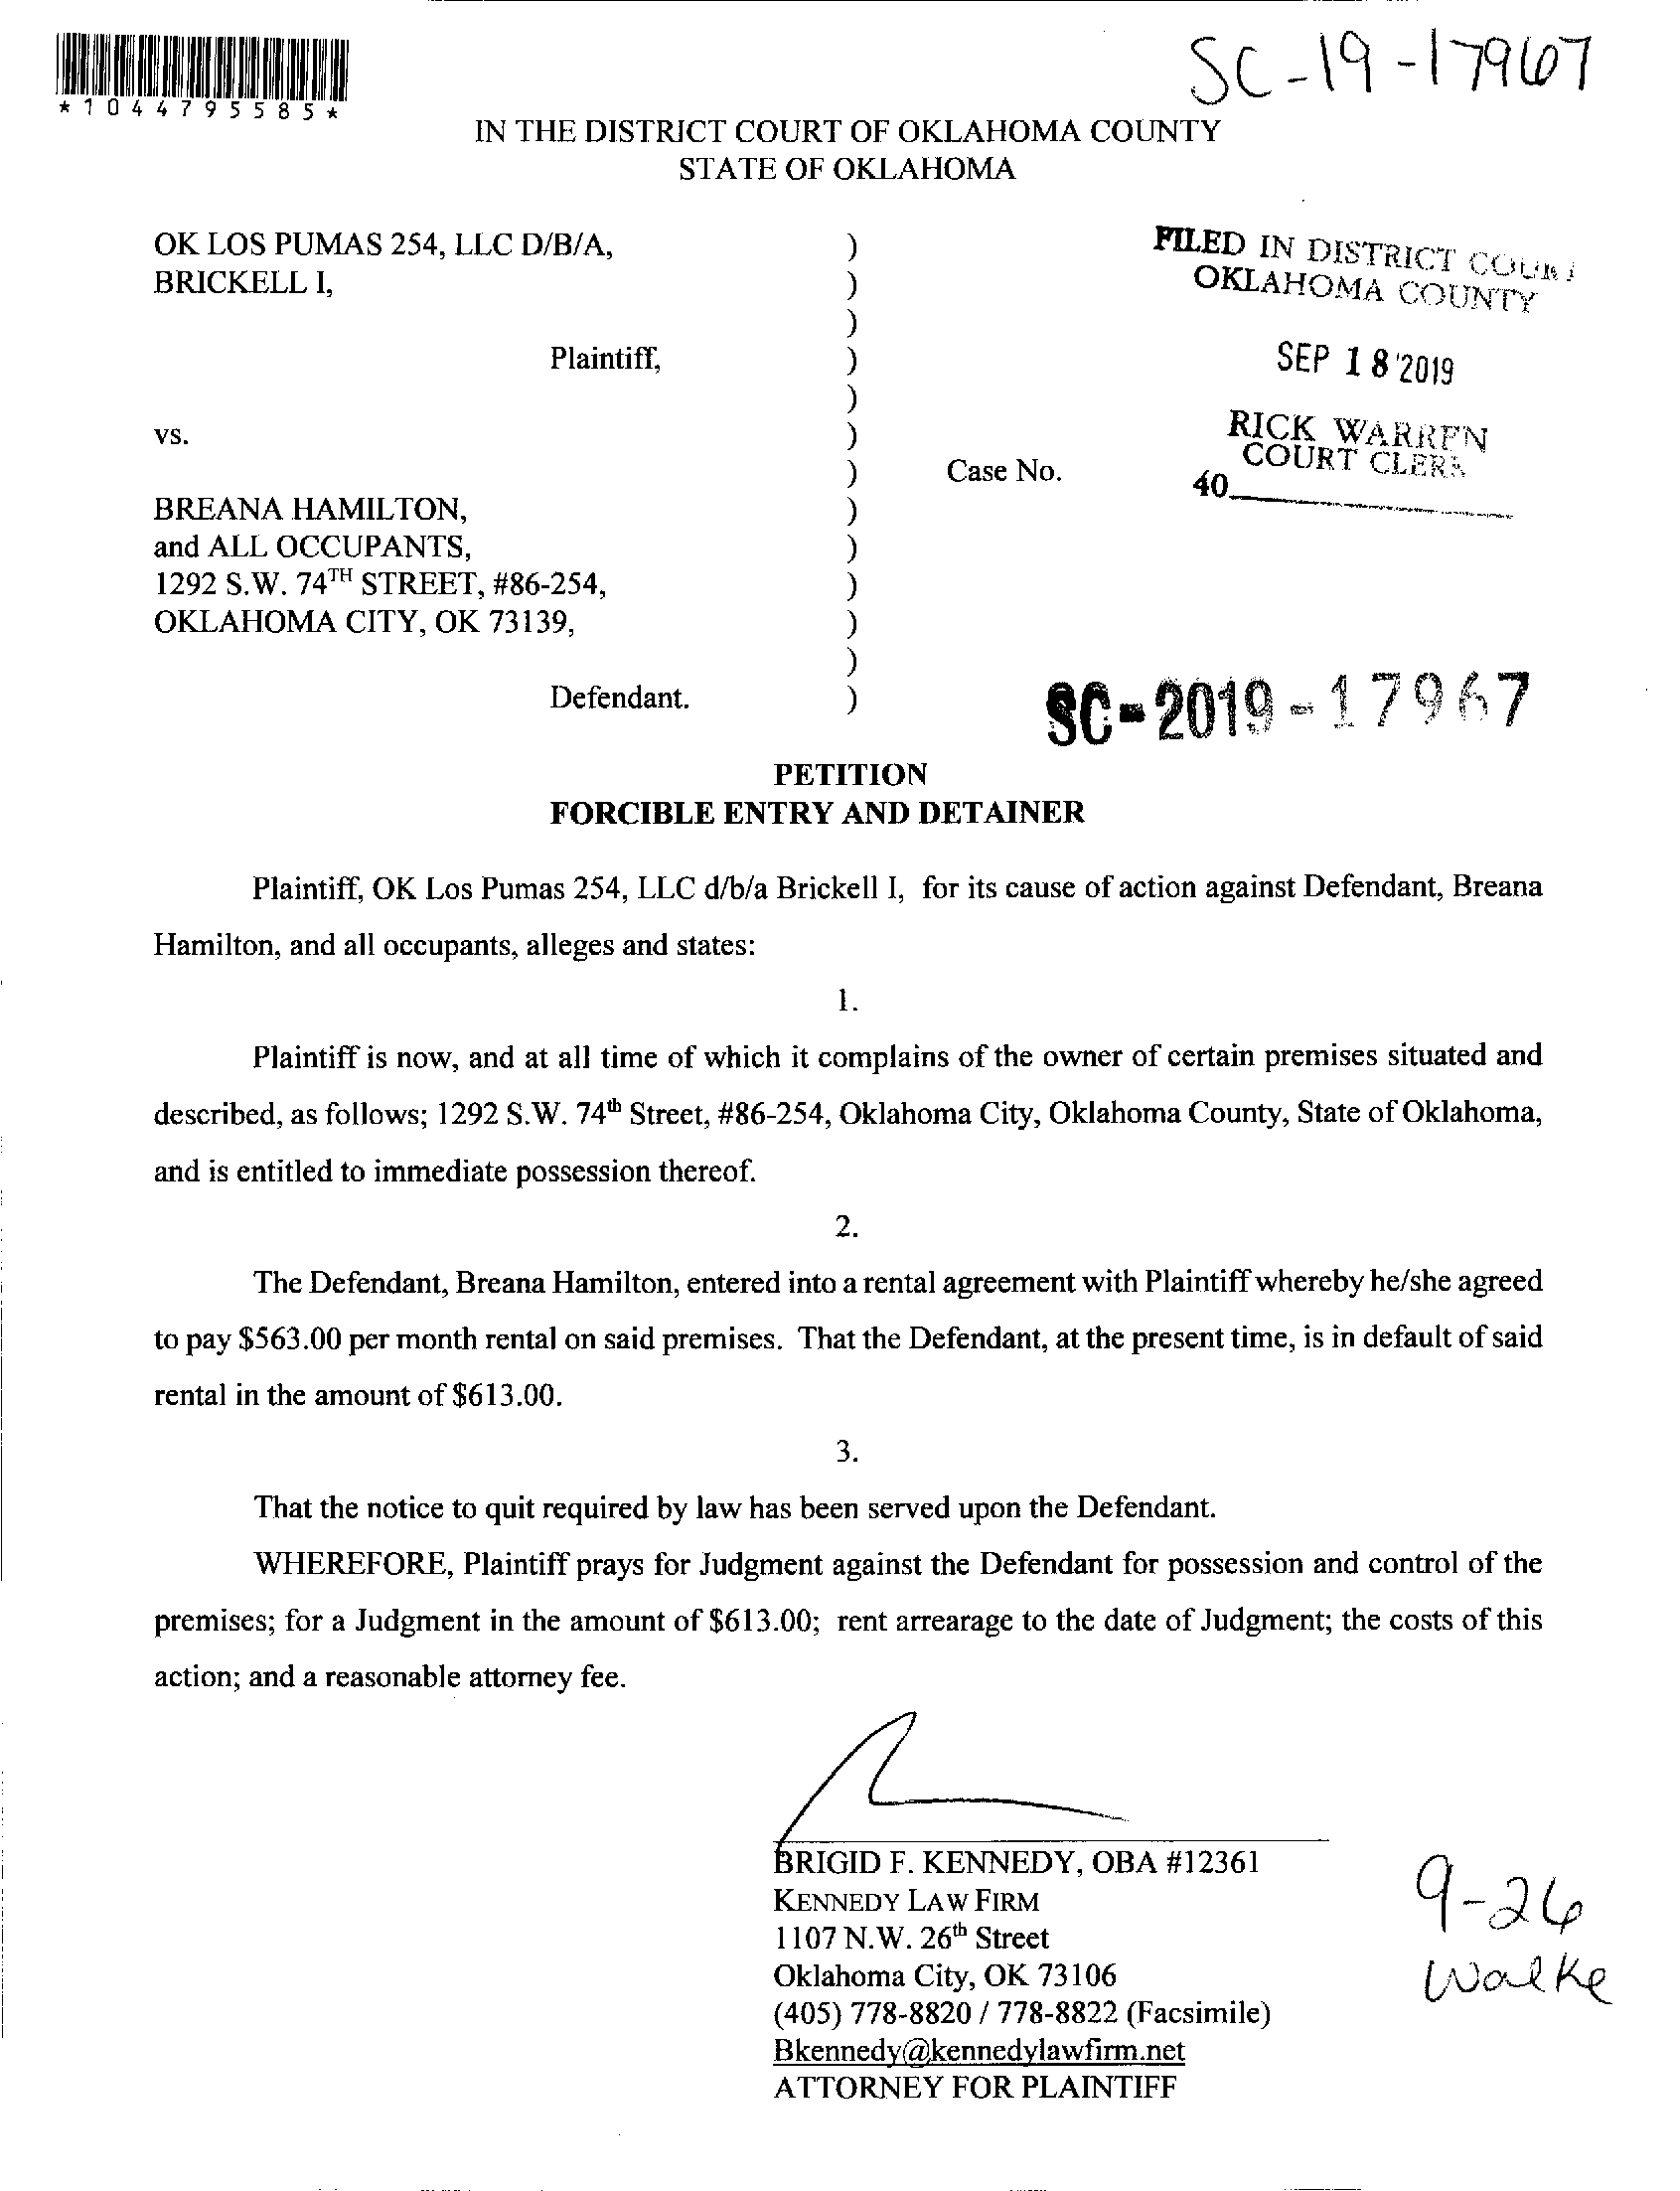 SC-19-17967
*1044795585*
IN THE DISTRICT COURT OF OKLAHOMA COUNTY
STATE OF OKLAHOMA
OK LOS PUMAS 254, LLC D/B/A, )
BRICKELL I, )
)
Plaintiff, )
)
vs. )
) Case No.
BREANA HAMILTON, )
and ALL OCCUPANTS, )
1292 S.W. 74TH STREET, #86-254, )
OKLAHOMA CITY, OK 73139, )
)
Defendant. )
FILED IN DISTRICT COURT
OKLAHOMA COUNTY
SEP 18 2019
RICK WARREN
COURT CLERK
40
SC-2019-17967
PETITION
FORCIBLE ENTRY AND DETAINER
Plaintiff, OK Los Pumas 254, LLC d/b/a Brickell I, for its cause of action against Defendant, Breana
Hamilton, and all occupants, alleges and states:
1.
Plaintiff is now, and at all time of which it complains of the owner of certain premises situated and
described, as follows; 1292 S.W. 74th Street, #86-254, Oklahoma City, Oklahoma County, State of Oklahoma,
and is entitled to immediate possession thereof.
2.
The Defendant, Breana Hamilton, entered into a rental agreement with Plaintiff whereby he/she agreed
to pay $563.00 per month rental on said premises. That the Defendant, at the present time, is in default of said
rental in the amount of $613.00.
3.
That the notice to quit required by law has been served upon the Defendant.
WHEREFORE, Plaintiff prays for Judgment against the Defendant for possession and control of the
premises; for a Judgment in the amount of $613.00; rent arrearage to the date of Judgment; the costs of this
action; and a reasonable attorney fee.
BRIGID F. KENNEDY, OBA #12361
KENNEDY LAW FIRM
1107 N.W. 26th Street
Oklahoma City, OK 73106
(405) 778-8820 / 778-8822 (Facsimile)
Bkennedy@kennedylawfirm.net
ATTORNEY FOR PLAINTIFF
9-26
Walke